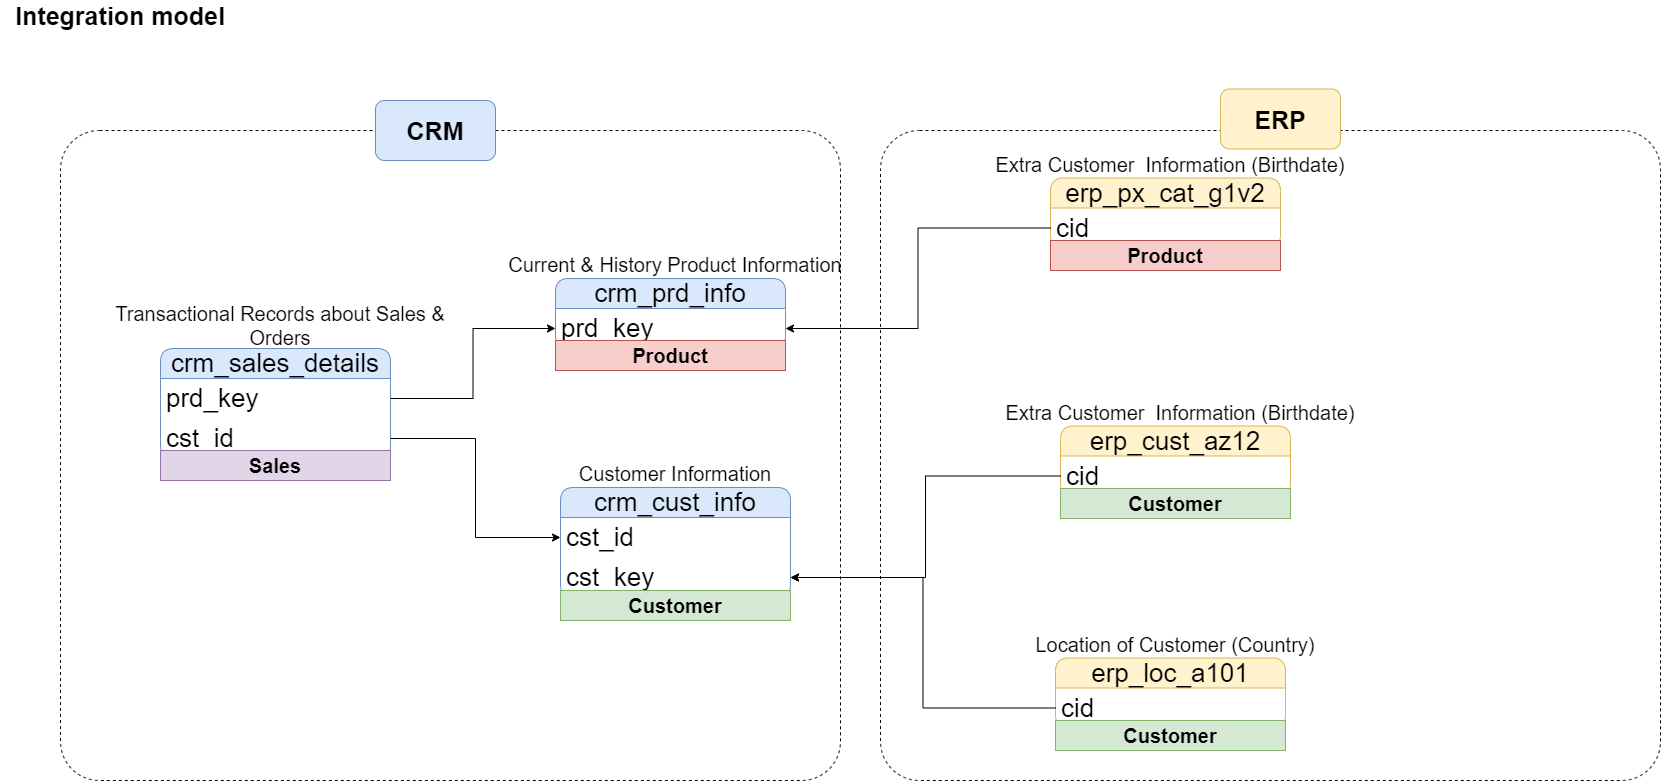 Integration model
CRM
ERP
Transactional Records about Sales &
Orders
crm_sales_details
prd_key
cst_id
Sales
Current & History Product Information
crm_prd_info
prd_key
Product
Customer Information
crm_cust_info
cst_id
cst_key
Customer
Extra Customer  Information (Birthdate)
erp_px_cat_g1v2
cid
Product
Extra Customer  Information (Birthdate)
erp_cust_az12
cid
Customer
Location of Customer (Country)
erp_loc_a101
cid
Customer